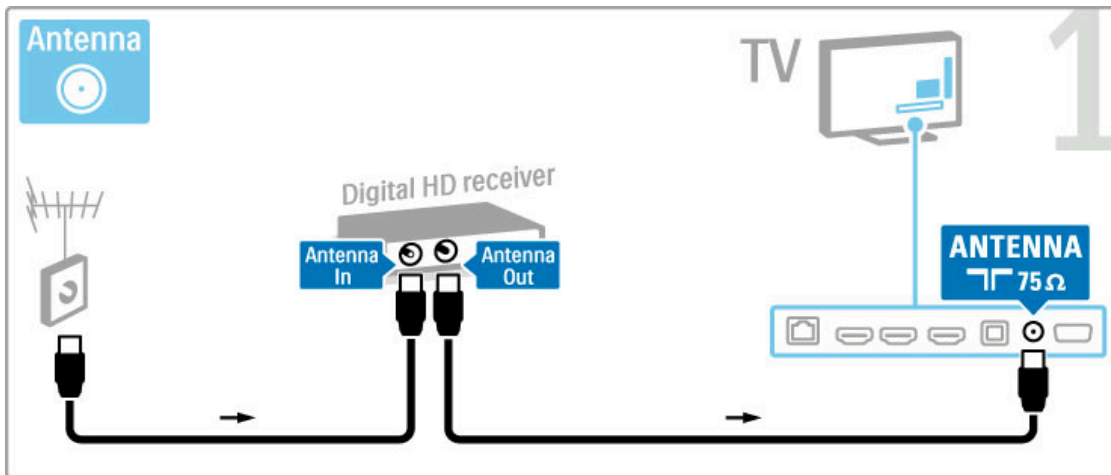 Antenna
TV
1
Digital HD receiver
Antenna
In
Antenna
Out
ANTENNA
75 Ω